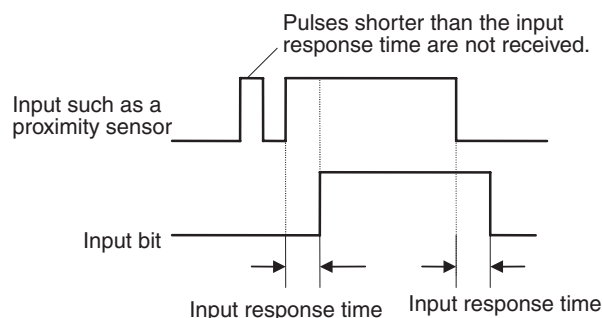 Pulses shorter than the input
response time are not received.
Input such as a
proximity sensor
Input bit
Input response time
Input response time